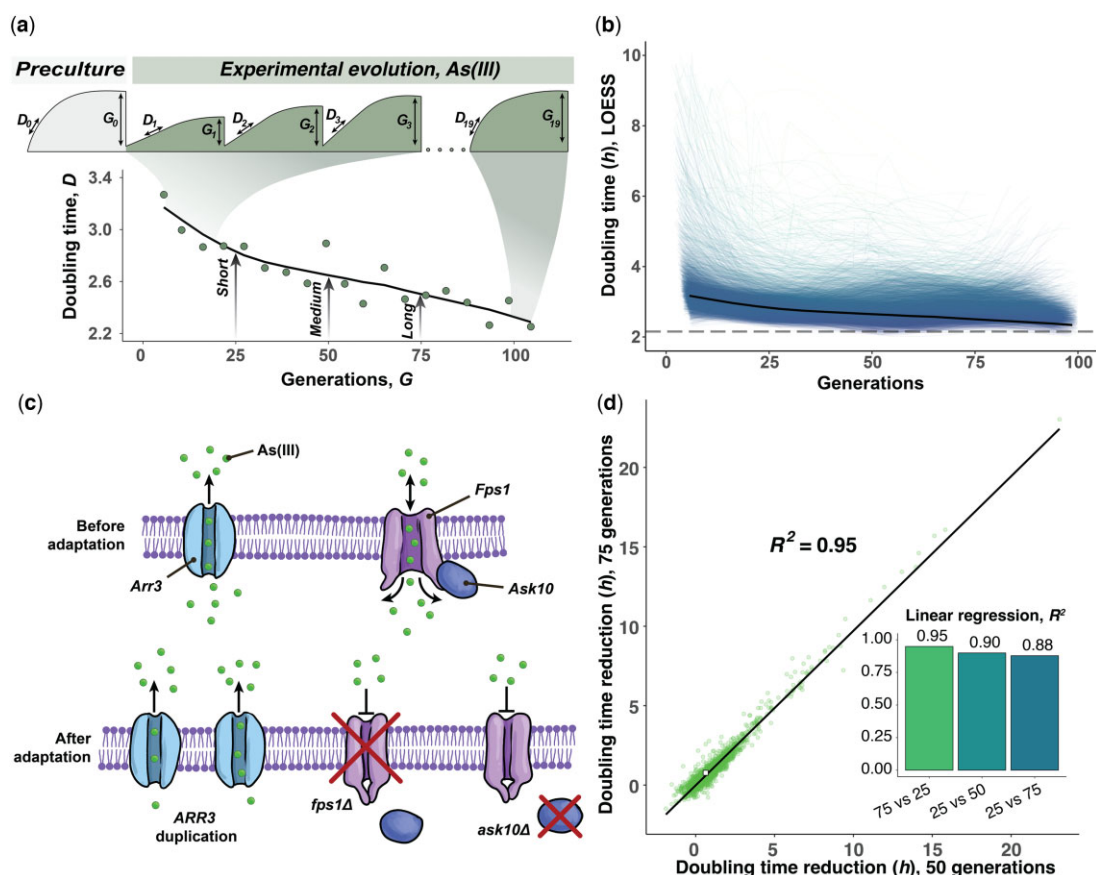 (a)
Preculture
Experimental evolution, As(III)
D0
G0
D1
G1
D2
G2
D3
G3
D19
G19
Doubling time, D
3.4
3.0
2.6
2.2
Short
Medium
Long
0
25
50
75
100
Generations, G
(b)
Doubling time (h), LOESS
10
8
6
4
2
0
25
50
75
100
Generations
(c)
As(III)
Fps1
Before
adaptation
Arr3
Ask10
After
adaptation
ARR3
duplication
fps1Δ
ask10Δ
(d)
Doubling time reduction (h), 75 generations
20
15
10
5
0
R² = 0.95
Linear regression, R²
1.00
0.75
0.50
0.25
0.00
0.95
0.90
0.88
75 vs 25
25 vs 50
25 vs 75
0
5
10
15
20
Doubling time reduction (h), 50 generations